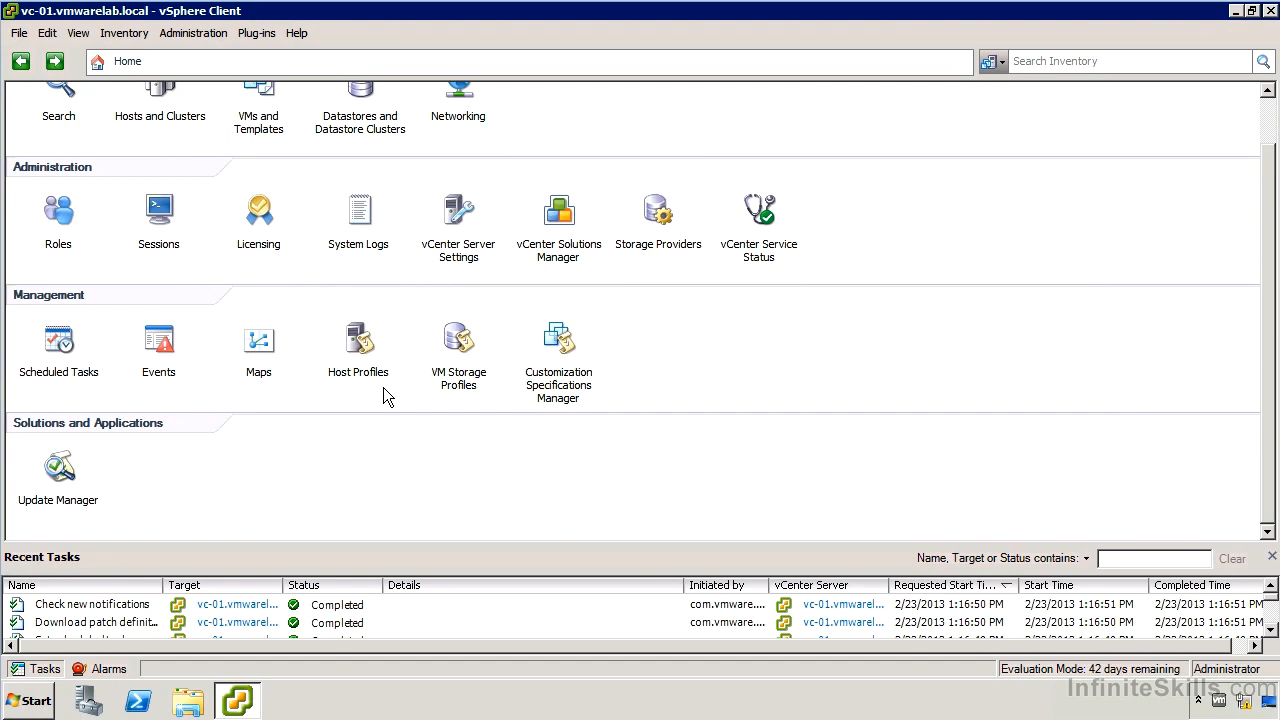 vc-01.vmwarelab.local - vSphere Client
File Edit View Inventory Administration Plug-ins Help
Home Search Inventory
Search Hosts and Clusters VMs and Templates Datastores and Datastore Clusters Networking
Administration
Roles Sessions Licensing System Logs vCenter Server Settings vCenter Solutions Manager Storage Providers vCenter Service Status
Management
Scheduled Tasks Events Maps Host Profiles VM Storage Profiles Customization Specifications Manager
Solutions and Applications
Update Manager
Recent Tasks Name, Target or Status contains: Clear
Name Target Status Details Initiated by vCenter Server Requested Start Ti... Start Time Completed Time
Check new notifications vc-01.vmwarel... Completed com.vmware.... vc-01.vmwarel... 2/23/2013 1:16:50 PM 2/23/2013 1:16:51 PM 2/23/2013 1:16:51 PM
Download patch definit... vc-01.vmwarel... Completed com.vmware.... vc-01.vmwarel... 2/23/2013 1:16:50 PM 2/23/2013 1:16:50 PM 2/23/2013 1:16:51 PM
Tasks Alarms Evaluation Mode: 42 days remaining Administrator
Start InfiniteSkills.com